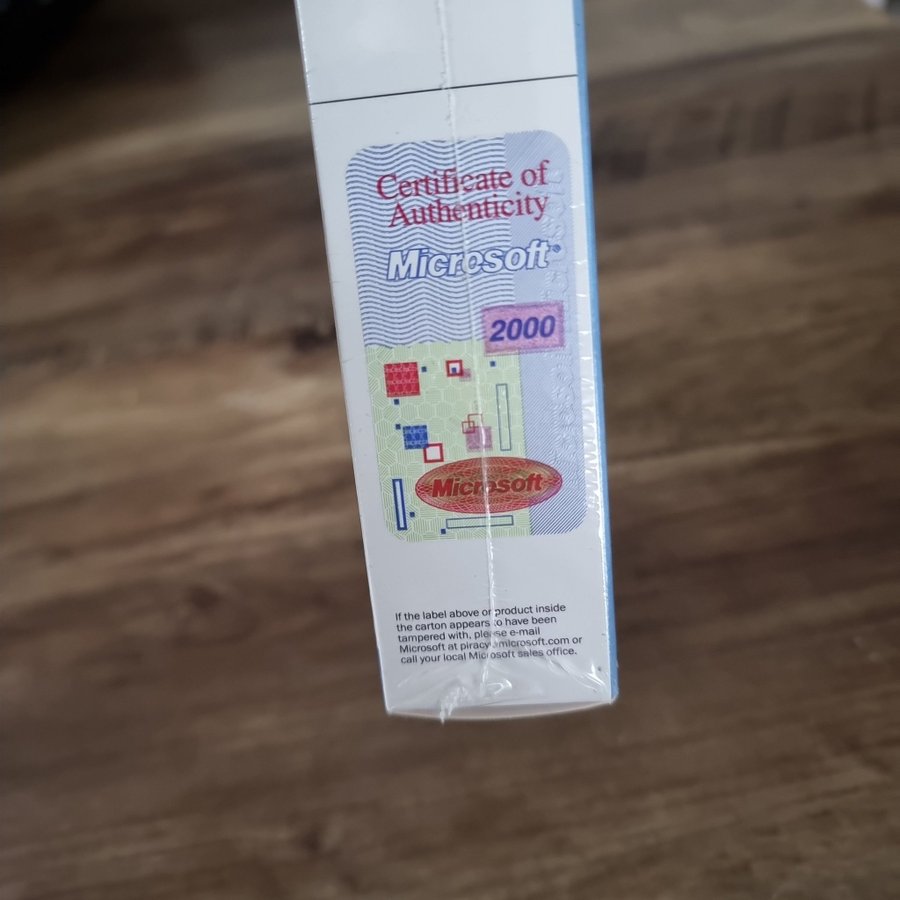 Certificate of
Authenticity
Microsoft®
2000
Microsoft
If the label above or product inside
the carton appears to have been
tampered with, please e-mail
Microsoft at piracy@microsoft.com or
call your local Microsoft sales office.